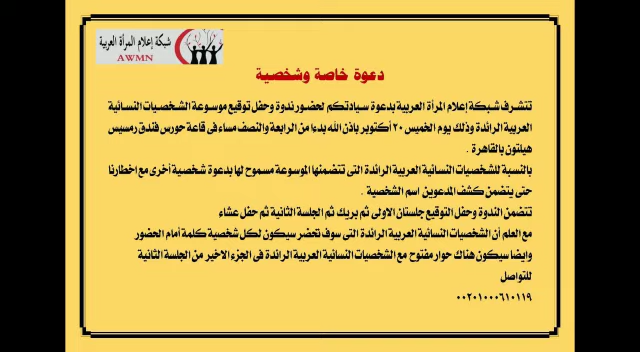 شبكة إعلام المرأة العربية
AWMN
دعوة خاصة وشخصية
تتشرف شبكة إعلام المرأة العربية بدعوة سيادتكم لحضور ندوة وحفل توقيع موسوعة الشخصيات النسائية
العربية الرائدة وذلك يوم الخميس ٢٠ أكتوبر باذن الله بدءا من الرابعة والنصف مساء فى قاعة حورس فندق رمسيس
هيلتون بالقاهرة .
بالنسبة للشخصيات النسائية العربية الرائدة التى تتضمنها الموسوعة مسموح لها بدعوة شخصية أخرى مع اخطارنا
حتى يتضمن كشف المدعوين اسم الشخصية .
تتضمن الندوة وحفل التوقيع جلستان الاولى ثم بريك ثم الجلسة الثانية ثم حفل عشاء
مع العلم أن الشخصيات النسائية العربية الرائدة التى سوف تحضر سيكون لكل شخصية كلمة أمام الحضور
وايضا سيكون هناك حوار مفتوح مع الشخصيات النسائية العربية الرائدة فى الجزء الاخير من الجلسة الثانية
للتواصل
٠٠٢٠١٠٠٠٦١٠١١٩